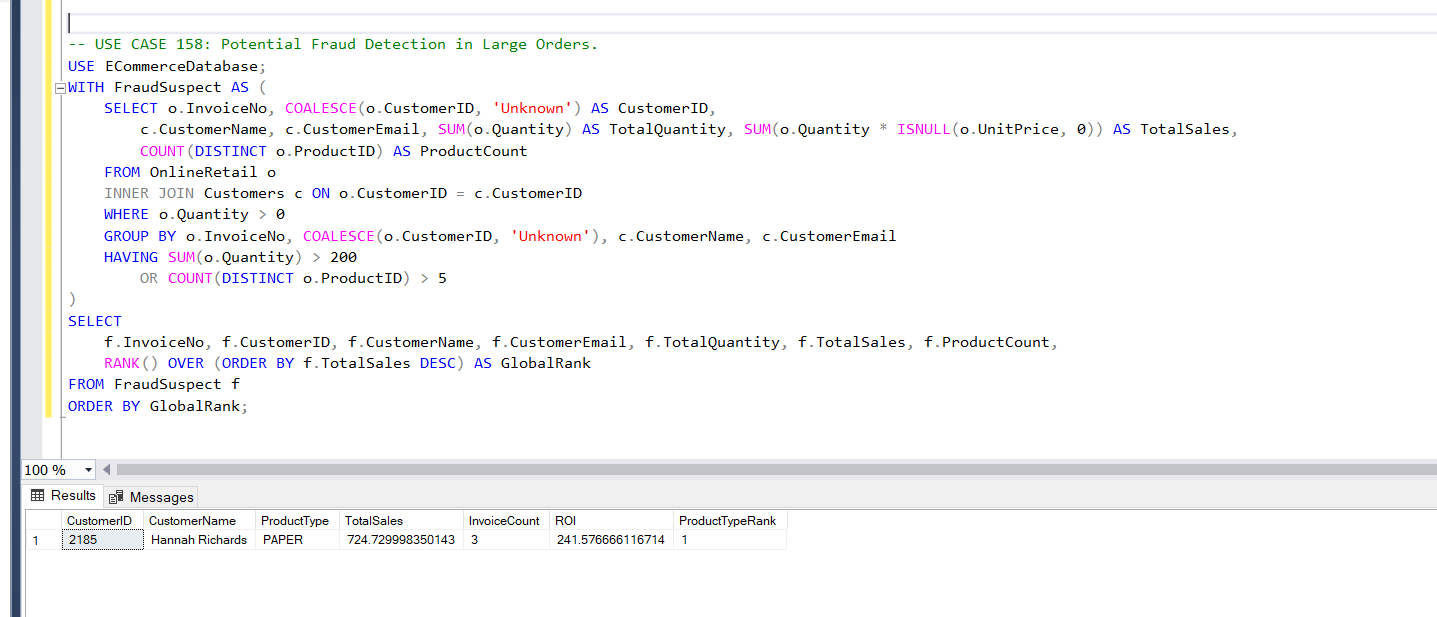 -- USE CASE 158: Potential Fraud Detection in Large Orders.
USE ECommerceDatabase;
WITH FraudSuspect AS (
    SELECT o.InvoiceNo, COALESCE(o.CustomerID, 'Unknown') AS CustomerID,
        c.CustomerName, c.CustomerEmail, SUM(o.Quantity) AS TotalQuantity, SUM(o.Quantity * ISNULL(o.UnitPrice, 0)) AS TotalSales,
        COUNT(DISTINCT o.ProductID) AS ProductCount
    FROM OnlineRetail o
    INNER JOIN Customers c ON o.CustomerID = c.CustomerID
    WHERE o.Quantity > 0
    GROUP BY o.InvoiceNo, COALESCE(o.CustomerID, 'Unknown'), c.CustomerName, c.CustomerEmail
    HAVING SUM(o.Quantity) > 200
        OR COUNT(DISTINCT o.ProductID) > 5
)
SELECT
    f.InvoiceNo, f.CustomerID, f.CustomerName, f.CustomerEmail, f.TotalQuantity, f.TotalSales, f.ProductCount,
    RANK() OVER (ORDER BY f.TotalSales DESC) AS GlobalRank
FROM FraudSuspect f
ORDER BY GlobalRank;
100 %
Results Messages
CustomerID CustomerName ProductType TotalSales InvoiceCount ROI ProductTypeRank
1 2185 Hannah Richards PAPER 724.729998350143 3 241.576666116714 1